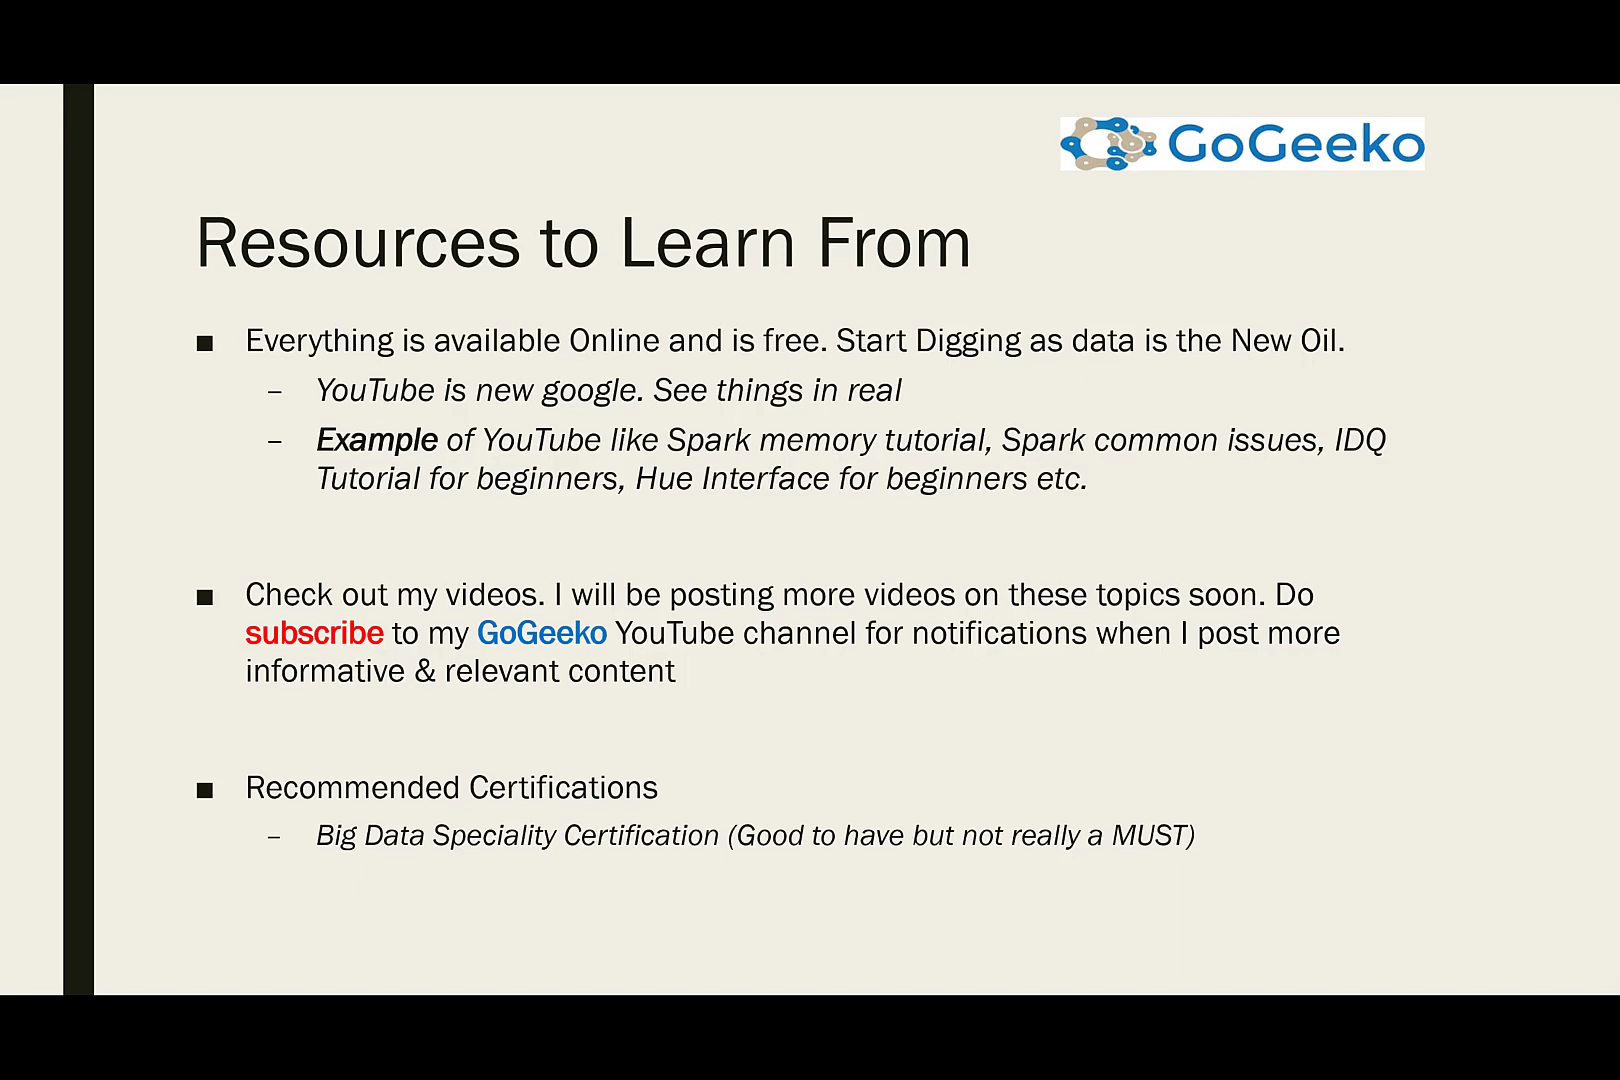 GoGeeko
Resources to Learn From
■ Everything is available Online and is free. Start Digging as data is the New Oil.
– YouTube is new google. See things in real
– Example of YouTube like Spark memory tutorial, Spark common issues, IDQ
Tutorial for beginners, Hue Interface for beginners etc.
■ Check out my videos. I will be posting more videos on these topics soon. Do
subscribe to my GoGeeko YouTube channel for notifications when I post more
informative & relevant content
■ Recommended Certifications
– Big Data Speciality Certification (Good to have but not really a MUST)